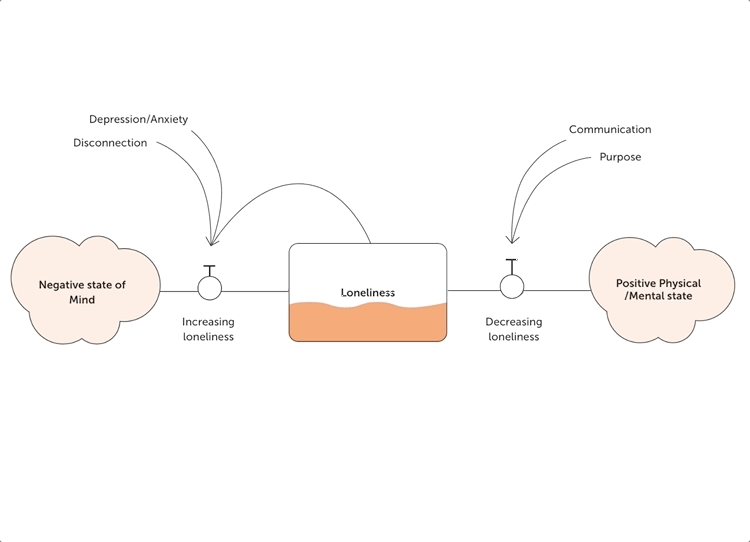 Depression/Anxiety
Disconnection
Communication
Purpose
Negative state of
Mind
Increasing
loneliness
Loneliness
Decreasing
loneliness
Positive Physical
/Mental state